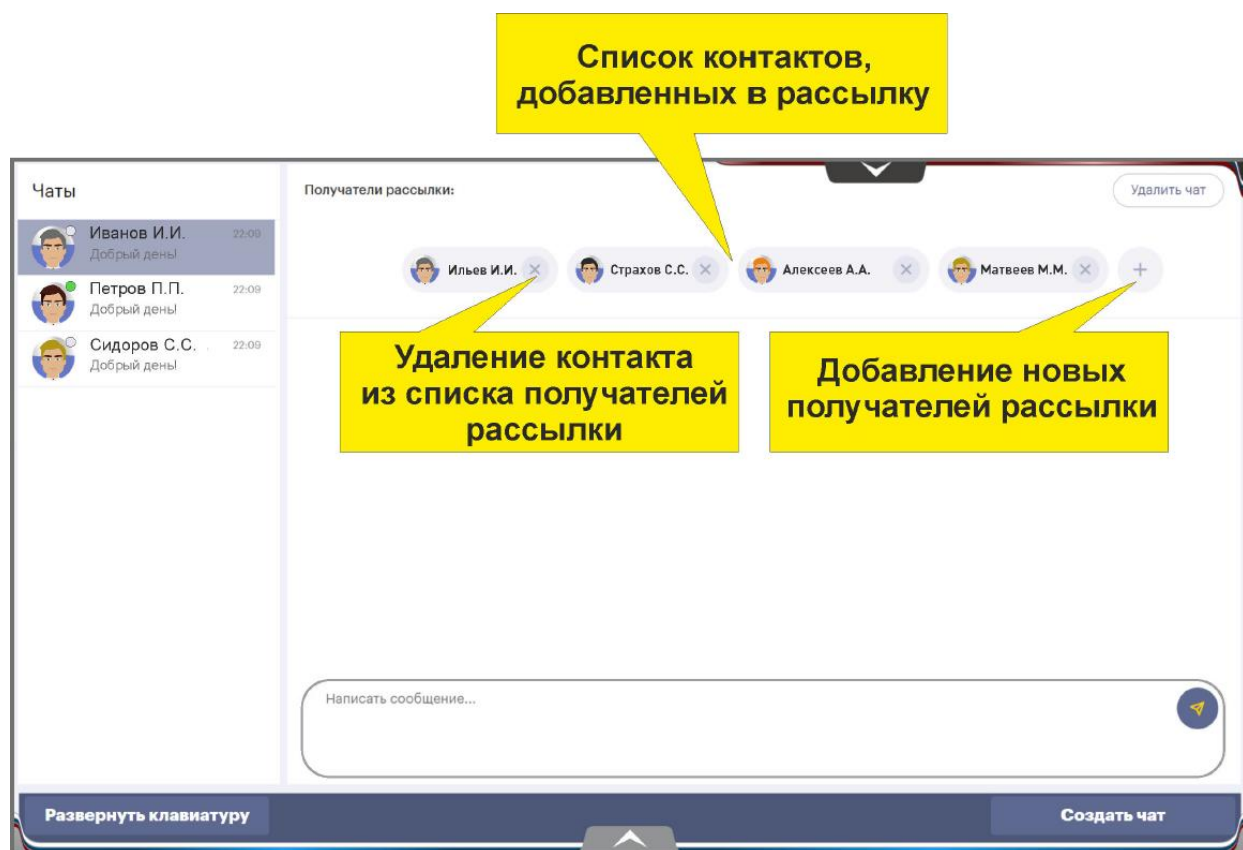 Список контактов,
добавленных в рассылку
Чаты
Получатели рассылки:
Удалить чат
Иванов И.И. 22:09
Добрый день!
Петров П.П. 22:09
Добрый день!
Сидоров С.С. 22:09
Добрый день!
Ильев И.И.
Страхов С.С.
Алексеев А.А.
Матвеев М.М.
Удаление контакта
из списка получателей
рассылки
Добавление новых
получателей рассылки
Написать сообщение...
Развернуть клавиатуру
Создать чат